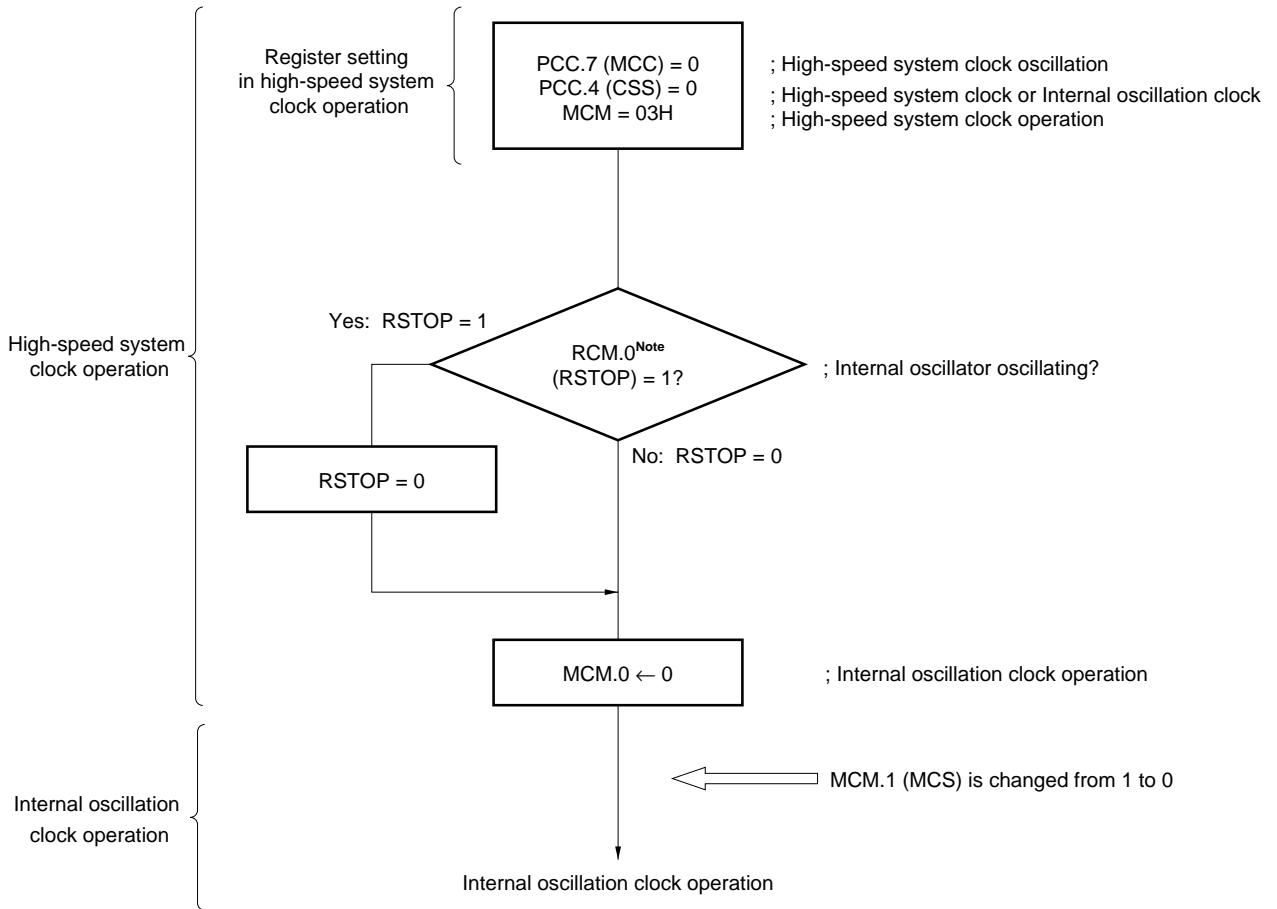 Register setting
in high-speed system
clock operation
PCC.7 (MCC) = 0
PCC.4 (CSS) = 0
MCM = 03H
; High-speed system clock oscillation
; High-speed system clock or Internal oscillation clock
; High-speed system clock operation
High-speed system
clock operation
Yes: RSTOP = 1
RCM.0Note
(RSTOP) = 1?
; Internal oscillator oscillating?
No: RSTOP = 0
RSTOP = 0
MCM.0 ← 0
; Internal oscillation clock operation
MCM.1 (MCS) is changed from 1 to 0
Internal oscillation
clock operation
Internal oscillation clock operation